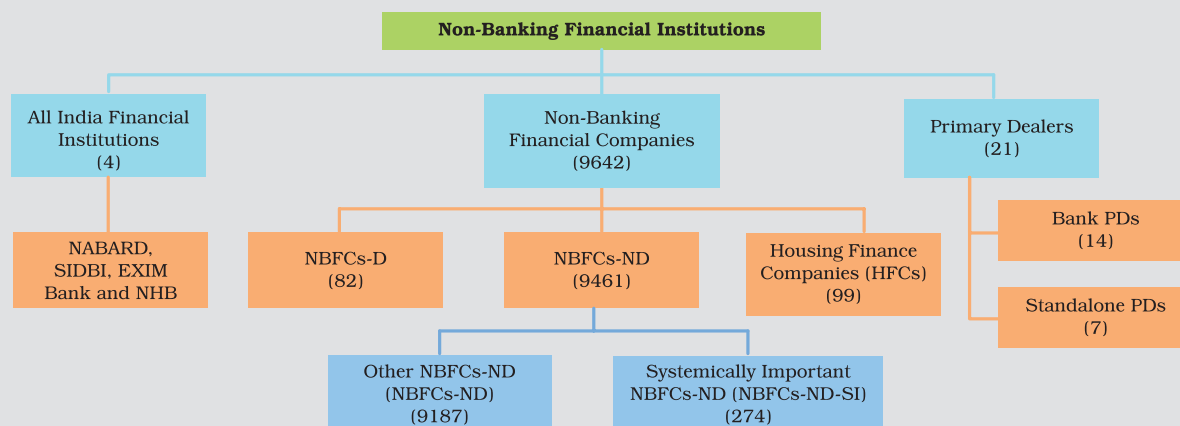 Non-Banking Financial Institutions
All India Financial
Institutions
(4)
Non-Banking
Financial Companies
(9642)
Primary Dealers
(21)
NABARD,
SIDBI, EXIM
Bank and NHB
NBFCs-D
(82)
NBFCs-ND
(9461)
Housing Finance
Companies (HFCs)
(99)
Bank PDs
(14)
Standalone PDs
(7)
Other NBFCs-ND
(NBFCs-ND)
(9187)
Systemically Important
NBFCs-ND (NBFCs-ND-SI)
(274)